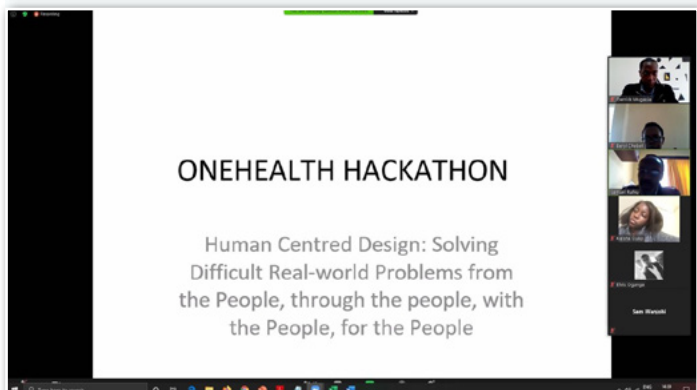 ONEHEALTH HACKATHON
Human Centred Design: Solving
Difficult Real-world Problems from
the People, through the people, with
the People, for the People
Sam Wanjohi